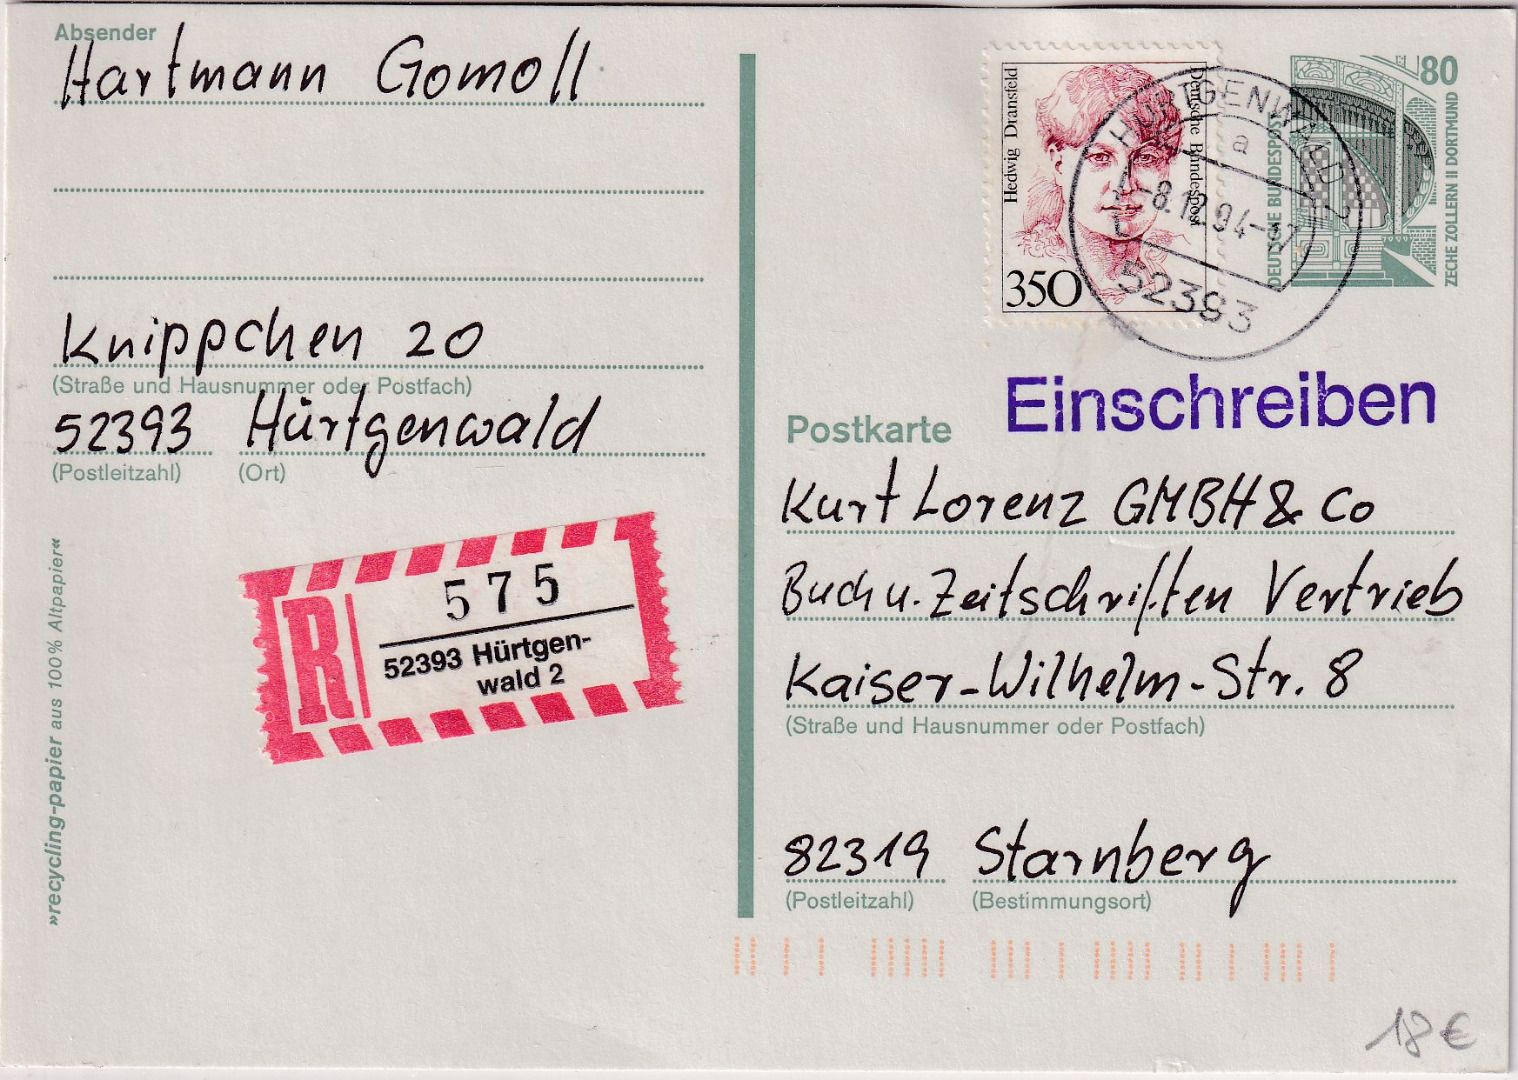 Absender
Hartmann Gomoll
Knippchen 20
(Straße und Hausnummer oder Postfach)
52393 Hürtgenwald
(Postleitzahl) (Ort)
»recycling-papier aus 100% Altpapier«
R
575
52393 Hürtgen-
wald 2
Hedwig Dransfeld
Deutsche Bundespost
350
HÜRTGENWALD 2
a
-8.12.94-17
52393
80
DEUTSCHE BUNDESPOST
ZECHE ZOLLERN II DORTMUND
Einschreiben
Postkarte
Kurt Lorenz GMBH & Co
Buch u. Zeitschriften Vertrieb
Kaiser-Wilhelm-Str. 8
(Straße und Hausnummer oder Postfach)
82319 Starnberg
(Postleitzahl) (Bestimmungsort)
18 €